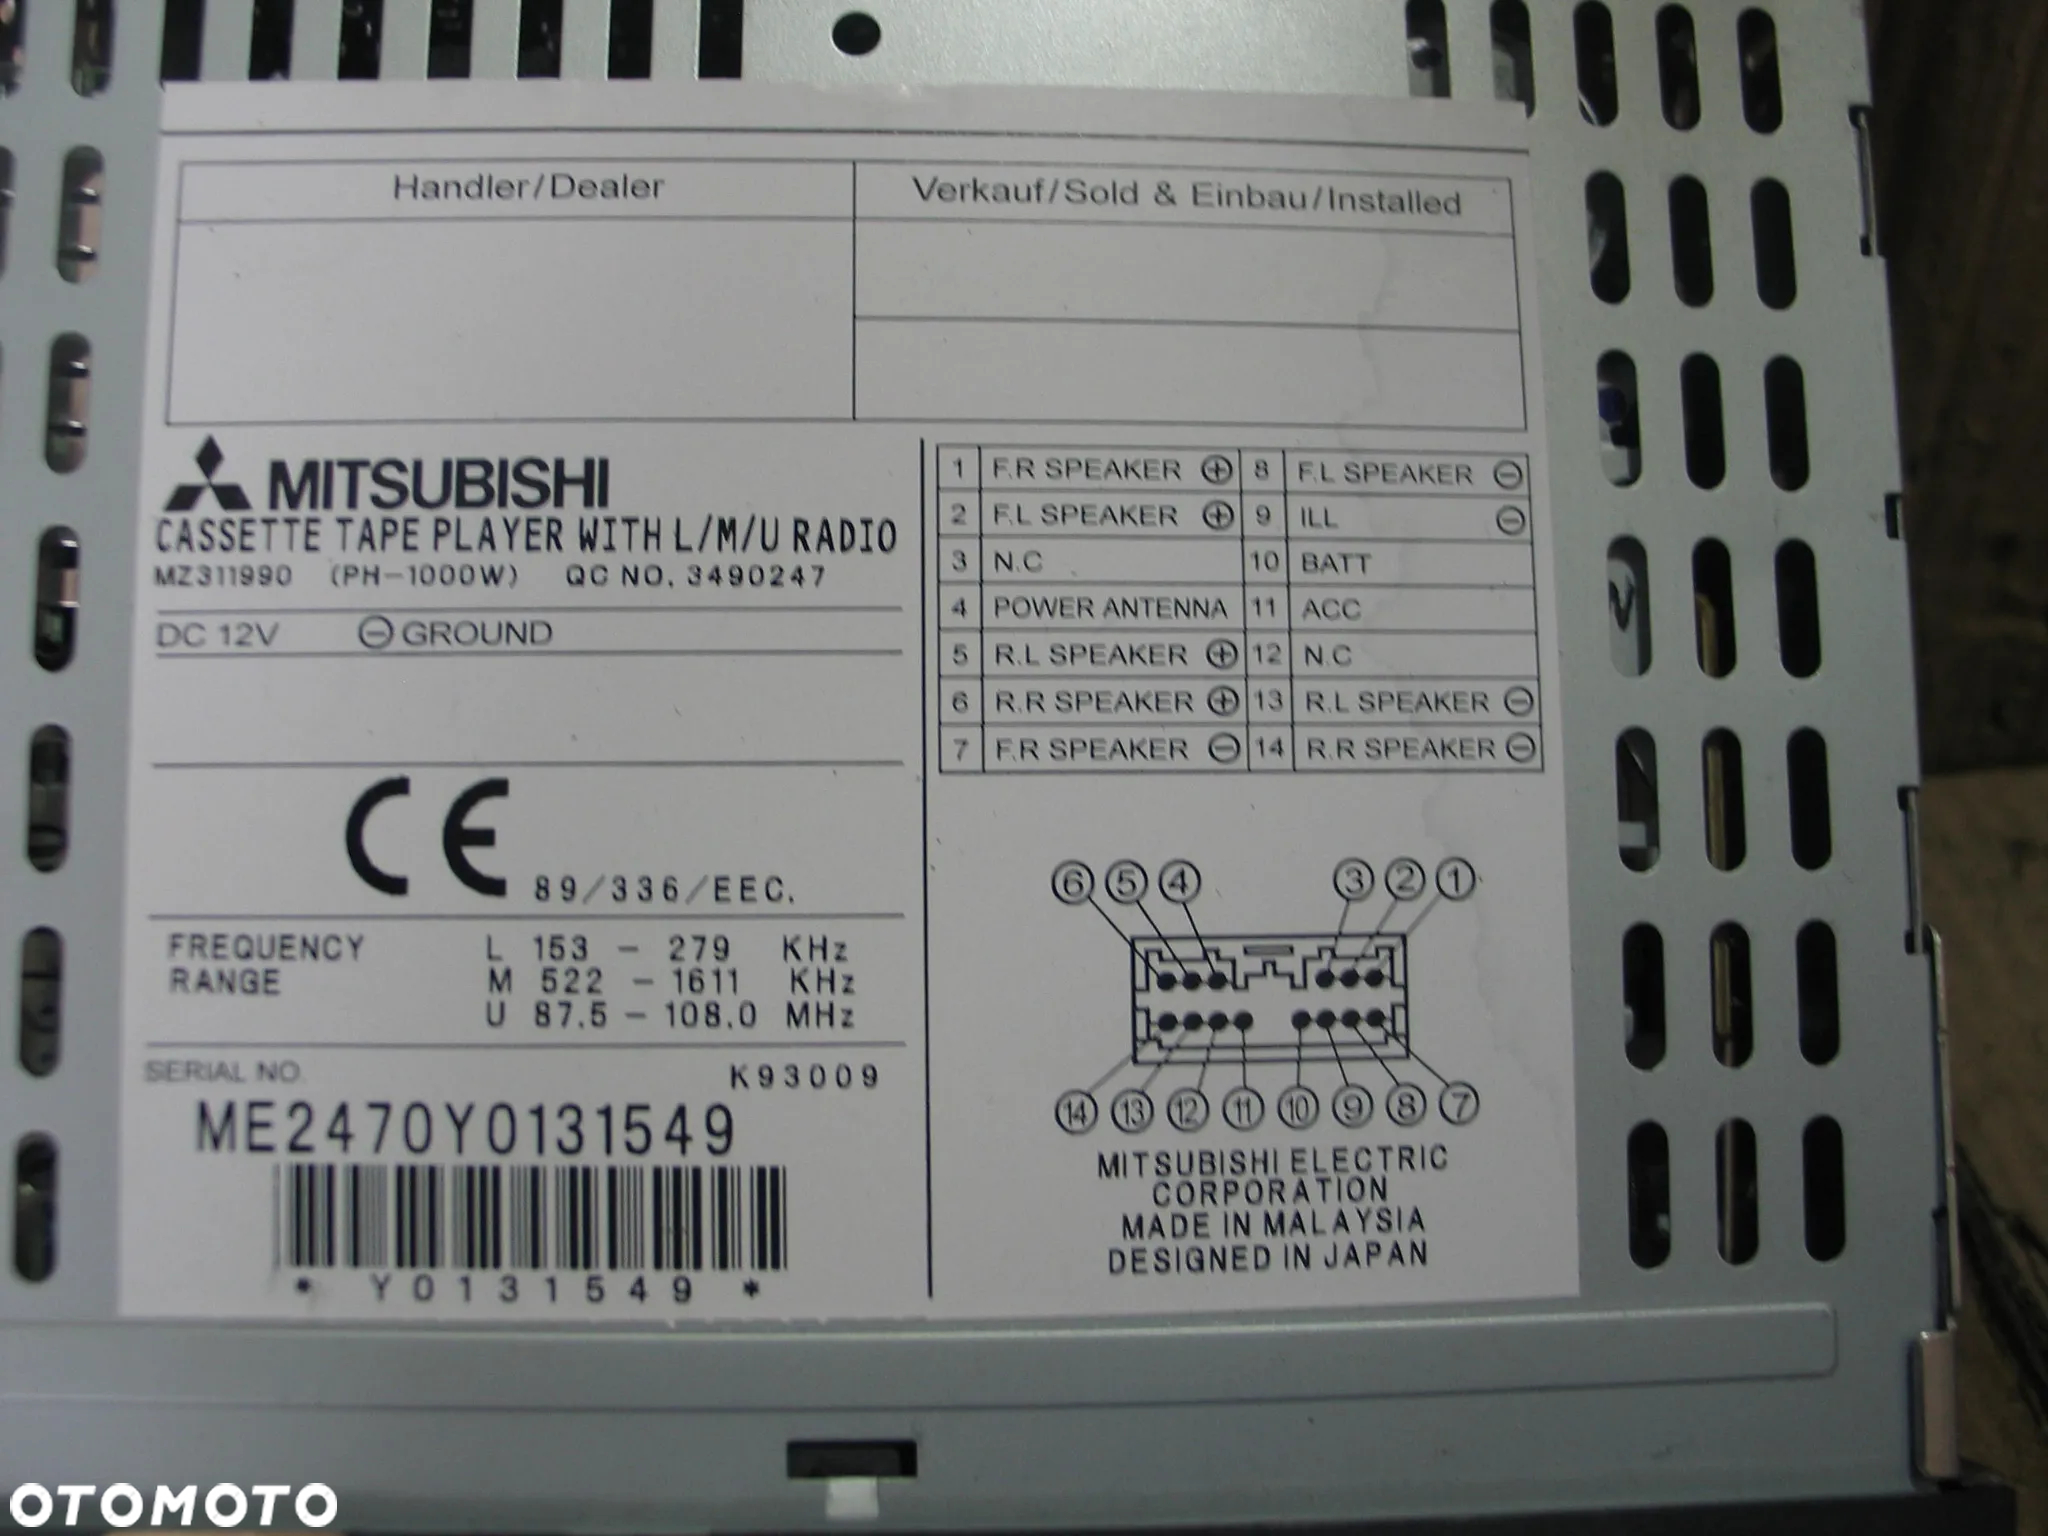 Handler/Dealer
Verkauf/Sold & Einbau/Installed
MITSUBISHI
CASSETTE TAPE PLAYER WITH L/M/U RADIO
MZ311990 (PH-1000W) QC NO. 3490247
DC 12V ⊖ GROUND
CE 89/336/EEC.
FREQUENCY RANGE
L 153 - 279 KHz
M 522 - 1611 KHz
U 87.5 - 108.0 MHz
SERIAL NO.
K93009
ME2470Y0131549
* Y0131549 *
1 F.R SPEAKER ⊕ 8 F.L SPEAKER ⊖
2 F.L SPEAKER ⊕ 9 ILL ⊖
3 N.C 10 BATT
4 POWER ANTENNA 11 ACC
5 R.L SPEAKER ⊕ 12 N.C
6 R.R SPEAKER ⊕ 13 R.L SPEAKER ⊖
7 F.R SPEAKER ⊖ 14 R.R SPEAKER ⊖
⑥ ⑤ ④ ③ ② ①
⑭ ⑬ ⑫ ⑪ ⑩ ⑨ ⑧ ⑦
MITSUBISHI ELECTRIC
CORPORATION
MADE IN MALAYSIA
DESIGNED IN JAPAN
OTOMOTO